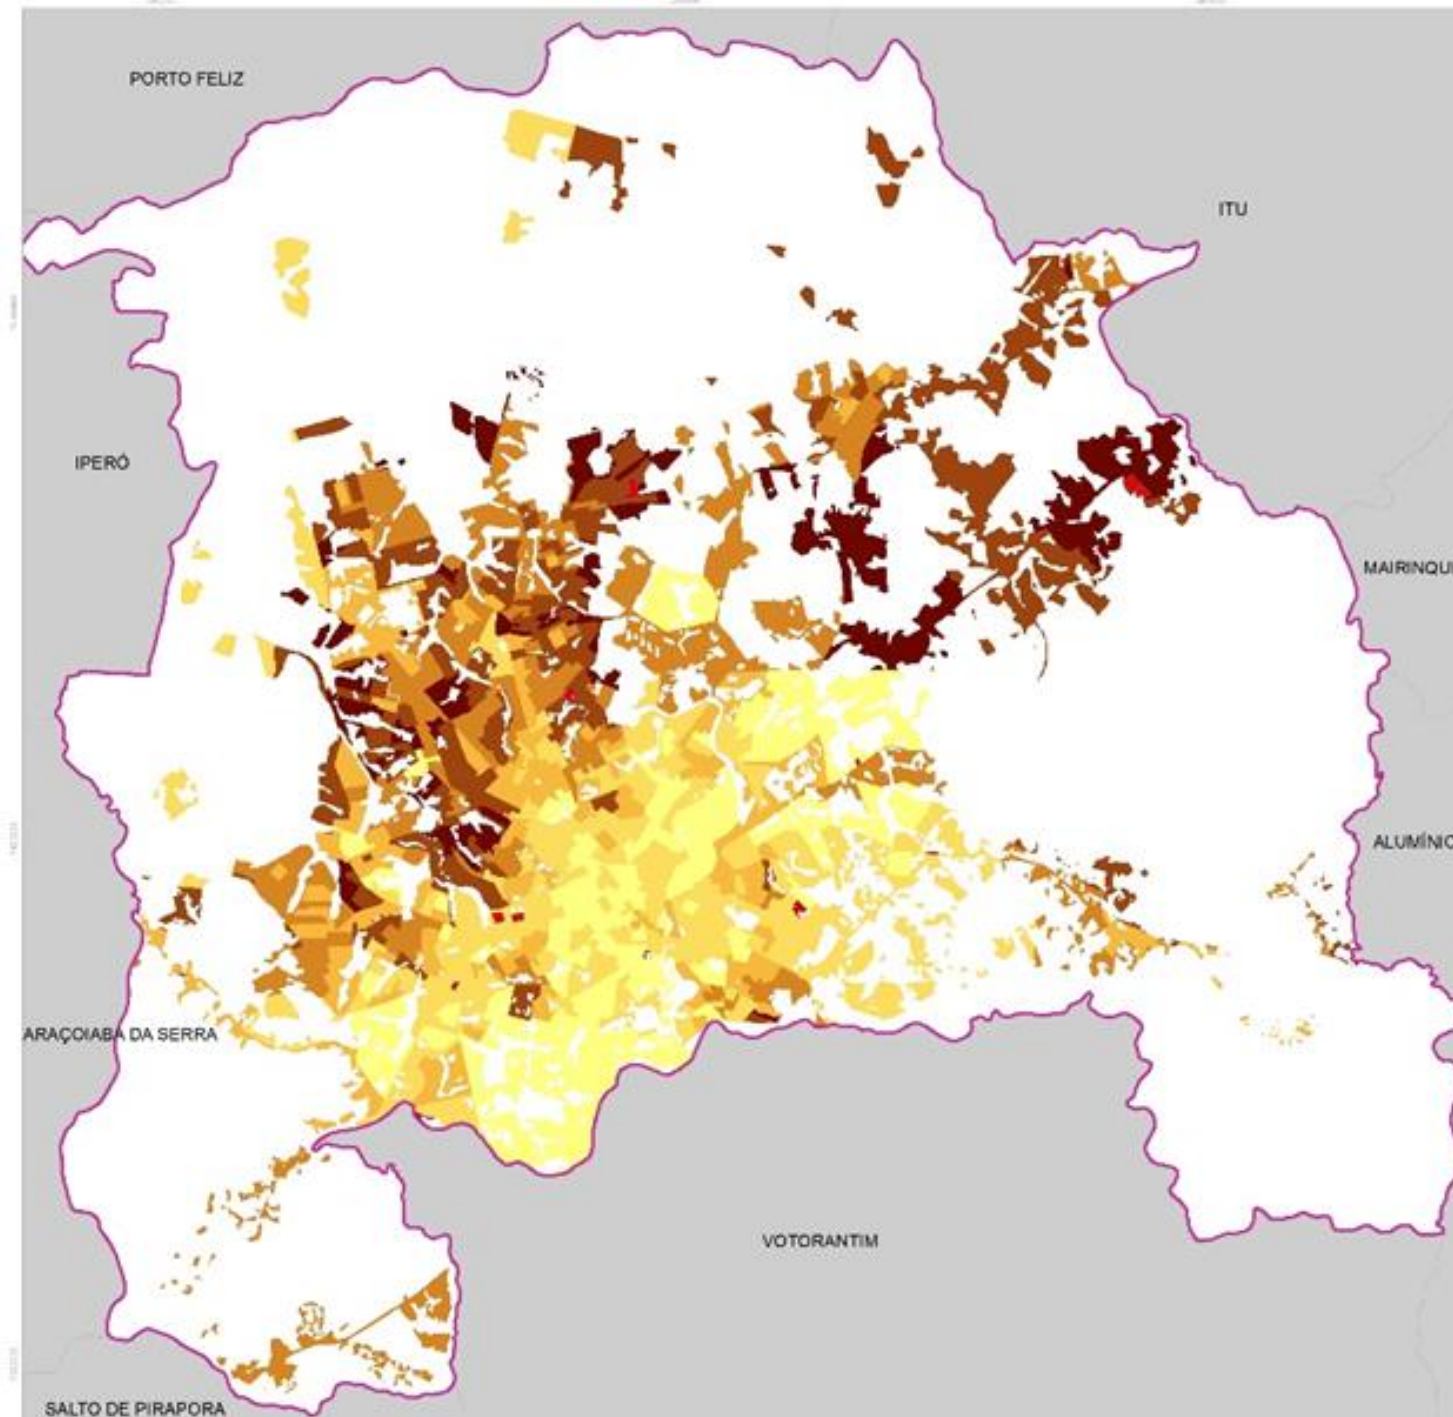 PORTO FELIZ
ITU
IPERÓ
MAIRINQU
ALUMÍNIO
ARAÇOIABA DA SERRA
VOTORANTIM
SALTO DE PIRAPORA